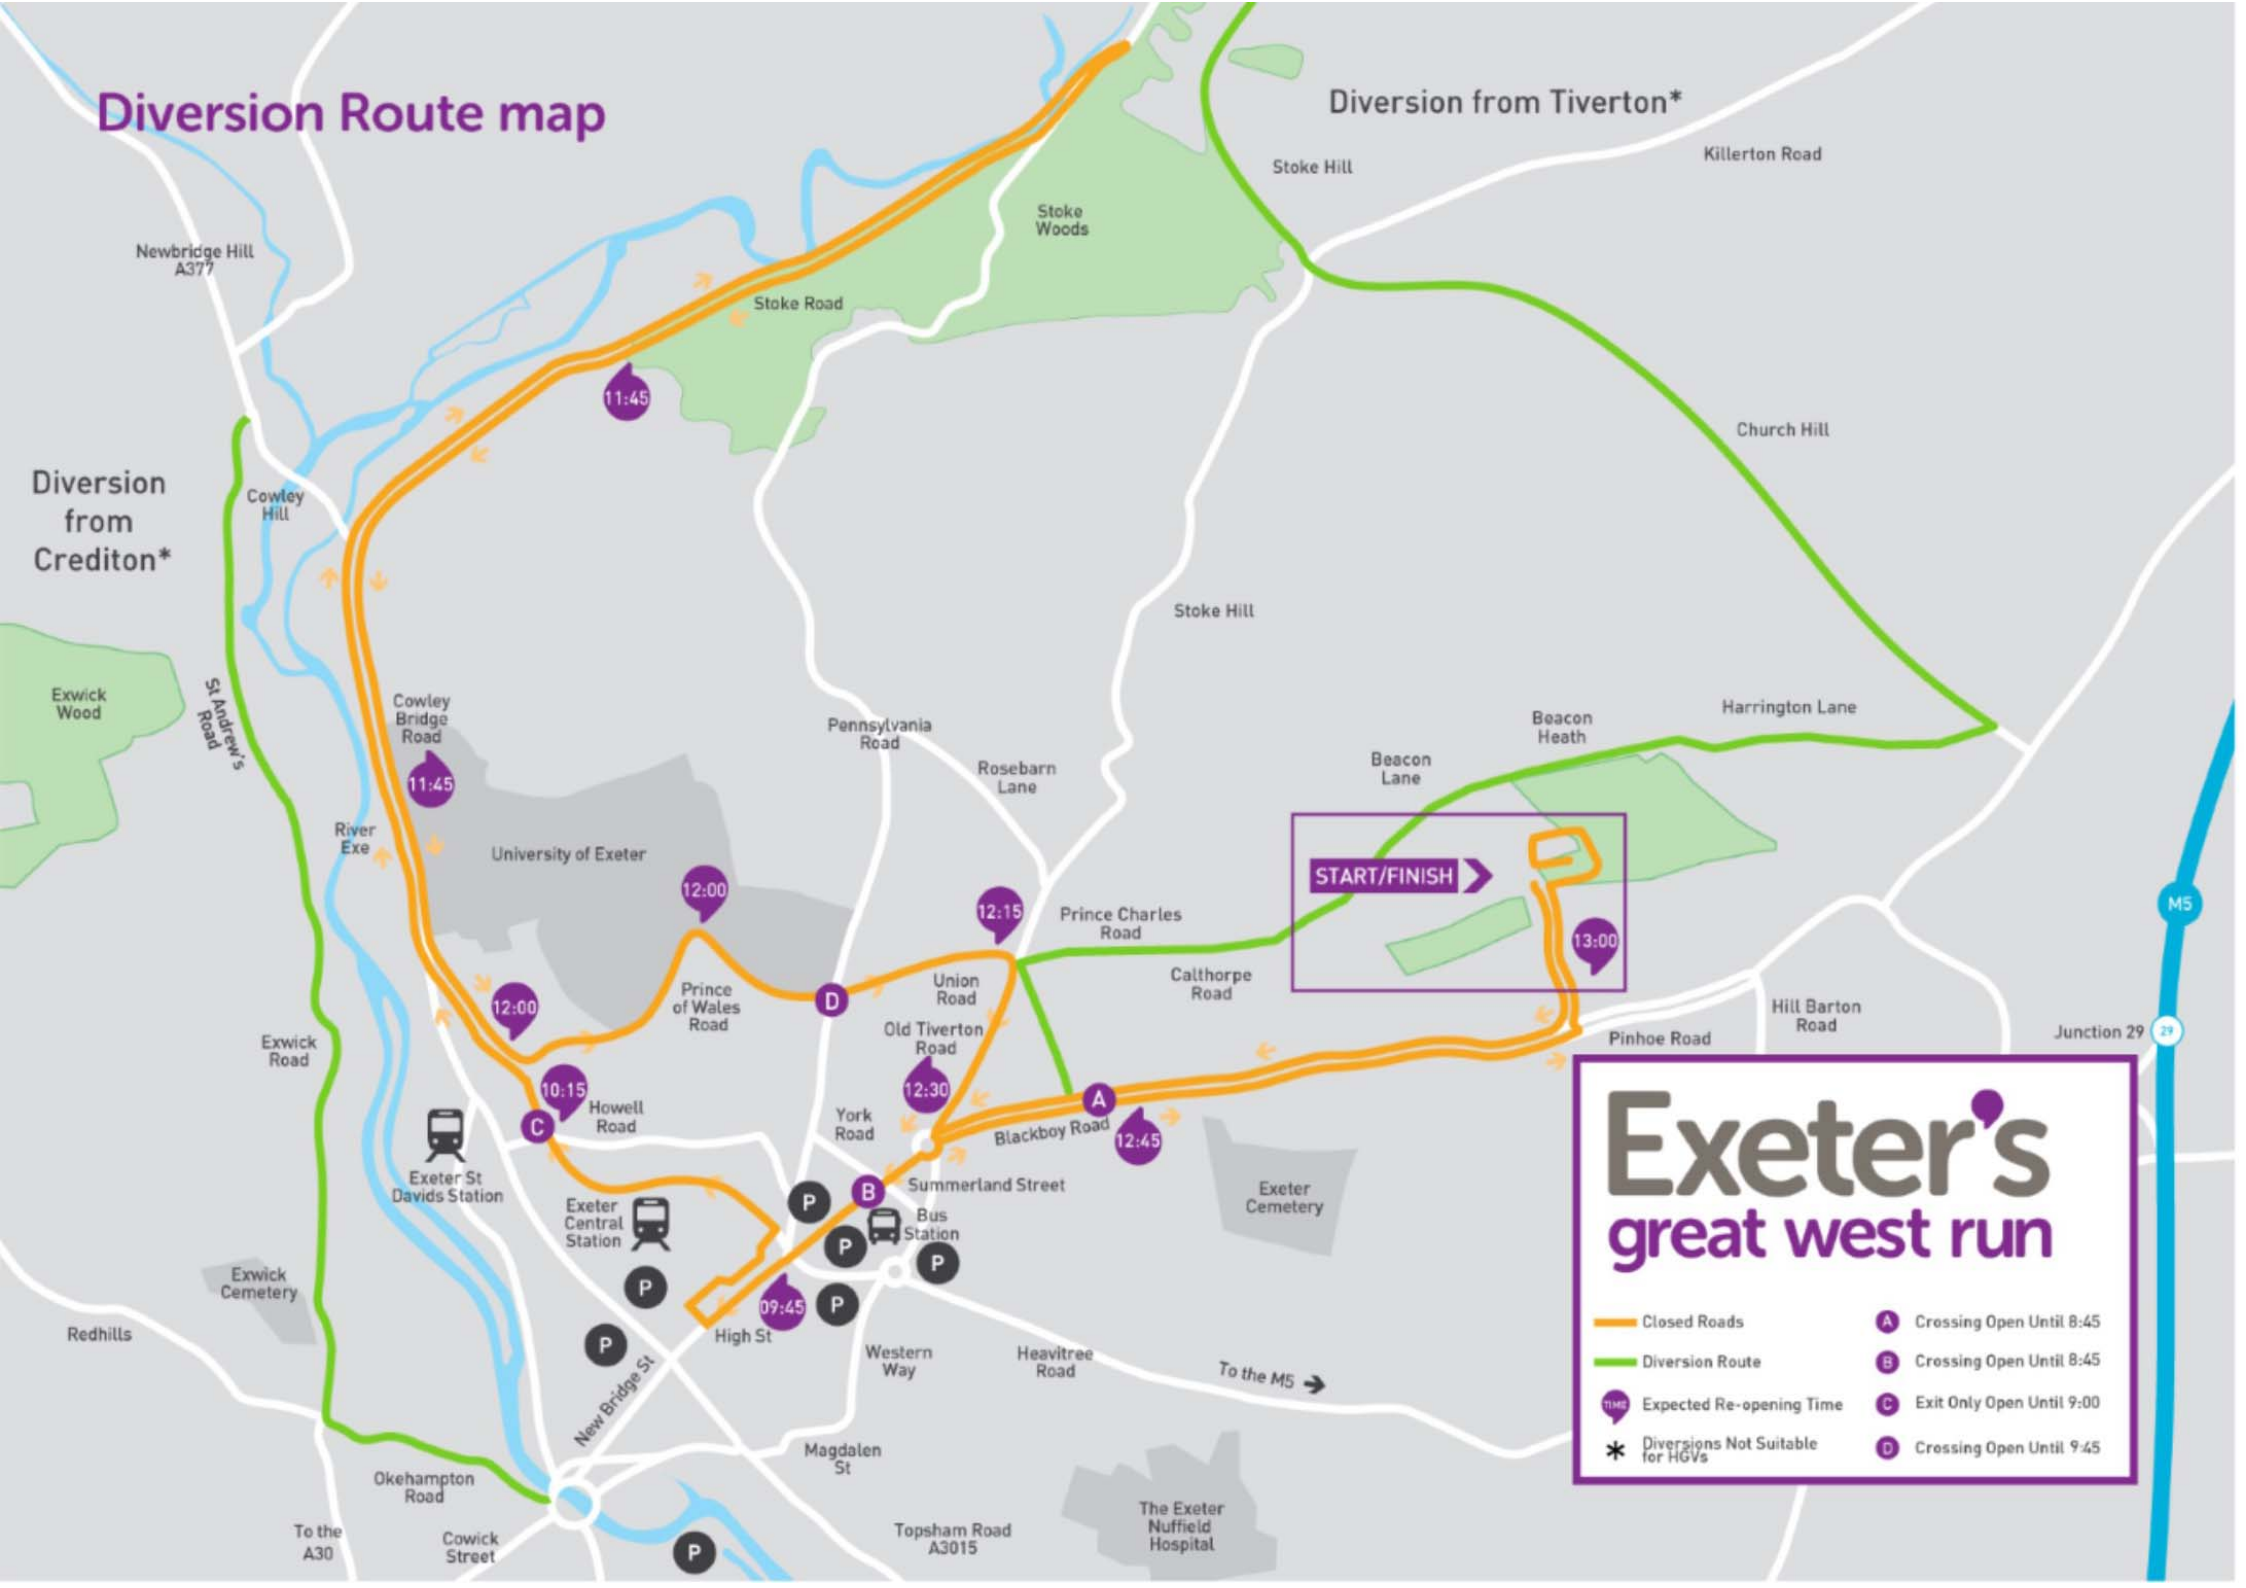 Diversion Route map
Diversion from Tiverton*
Killerton Road
Stoke Hill
Stoke
Woods
Newbridge Hill
A377
Stoke Road
11:45
Church Hill
Diversion
from
Crediton*
Cowley
Hill
Stoke Hill
Exwick
Wood
St Andrew's
Road
Cowley
Bridge
Road
11:45
Pennsylvania
Road
Rosebarn
Lane
Beacon
Lane
Beacon
Heath
Harrington Lane
River
Exe
University of Exeter
12:00
12:15
Prince Charles
Road
START/FINISH
13:00
M5
Calthorpe
Road
Union
Road
D
Prince
of Wales
Road
12:00
Old Tiverton
Road
Hill Barton
Road
Pinhoe Road
Junction 29
29
Exwick
Road
10:15
Howell
Road
C
12:30
A
York
Road
Blackboy Road
12:45
Exeter St
Davids Station
Exeter
Central
Station
P
B
Summerland Street
Bus
Station
P
P
P
P
Exeter
Cemetery
Exwick
Cemetery
09:45
High St
P
Redhills
New Bridge St
Western
Way
Heavitree
Road
To the M5
Magdalen
St
Okehampton
Road
To the
A30
Cowick
Street
P
Topsham Road
A3015
The Exeter
Nuffield
Hospital
Exeter's
great west run
Closed Roads
Diversion Route
TIME
Expected Re-opening Time
*
Diversions Not Suitable
for HGVs
A Crossing Open Until 8:45
B Crossing Open Until 8:45
C Exit Only Open Until 9:00
D Crossing Open Until 9:45